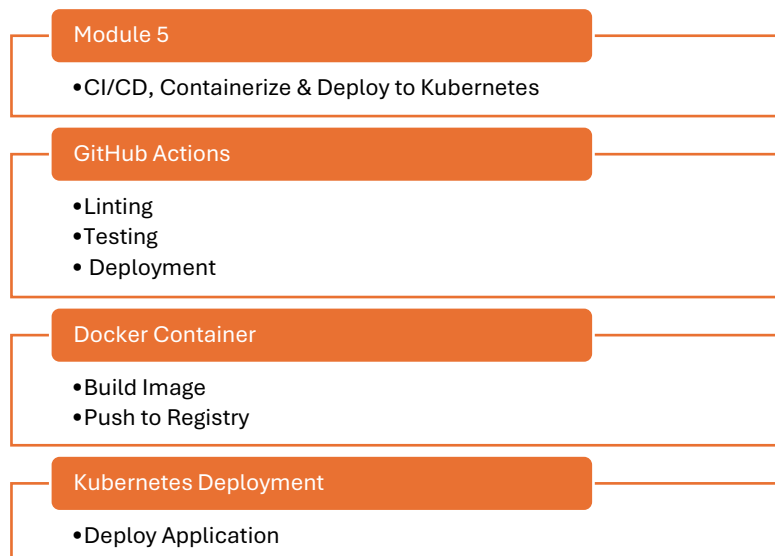 Module 5
•CI/CD, Containerize & Deploy to Kubernetes
GitHub Actions
•Linting
•Testing
• Deployment
Docker Container
•Build Image
•Push to Registry
Kubernetes Deployment
•Deploy Application